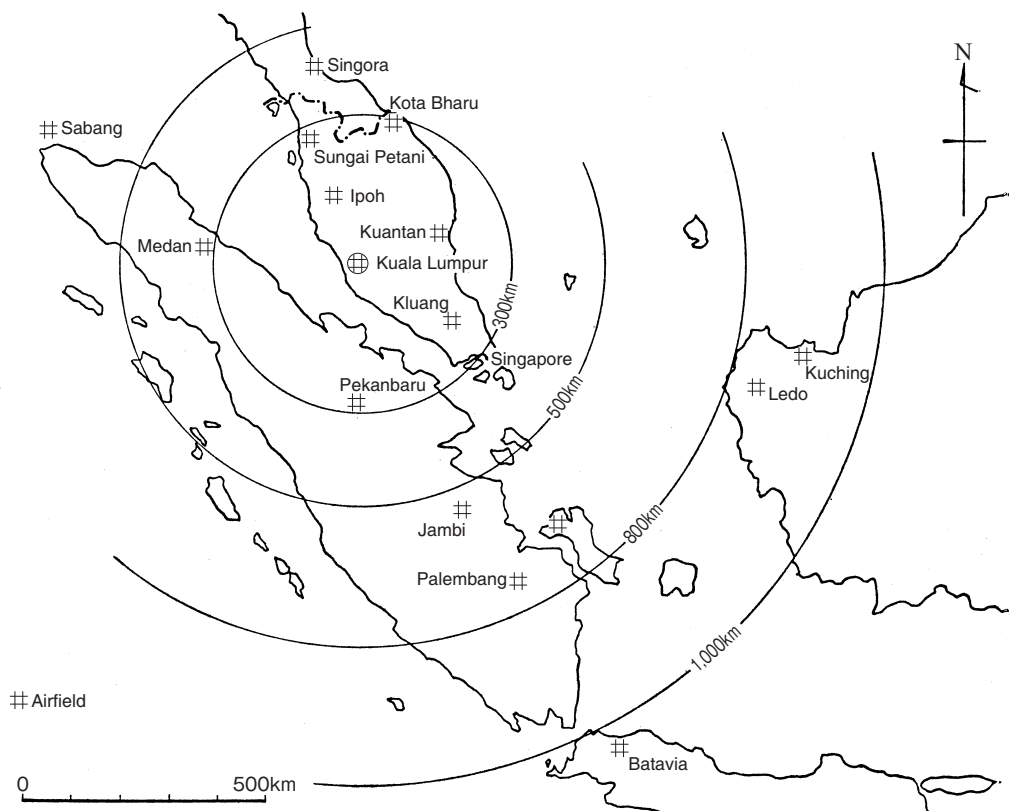 N
Singora
Kota Bharu
Sabang
Sungai Petani
Ipoh
Kuantan
Medan
Kuala Lumpur
Kluang
300km
Singapore
Kuching
Pekanbaru
Ledo
500km
Jambi
800km
Palembang
1,000km
Airfield
Batavia
0 500km